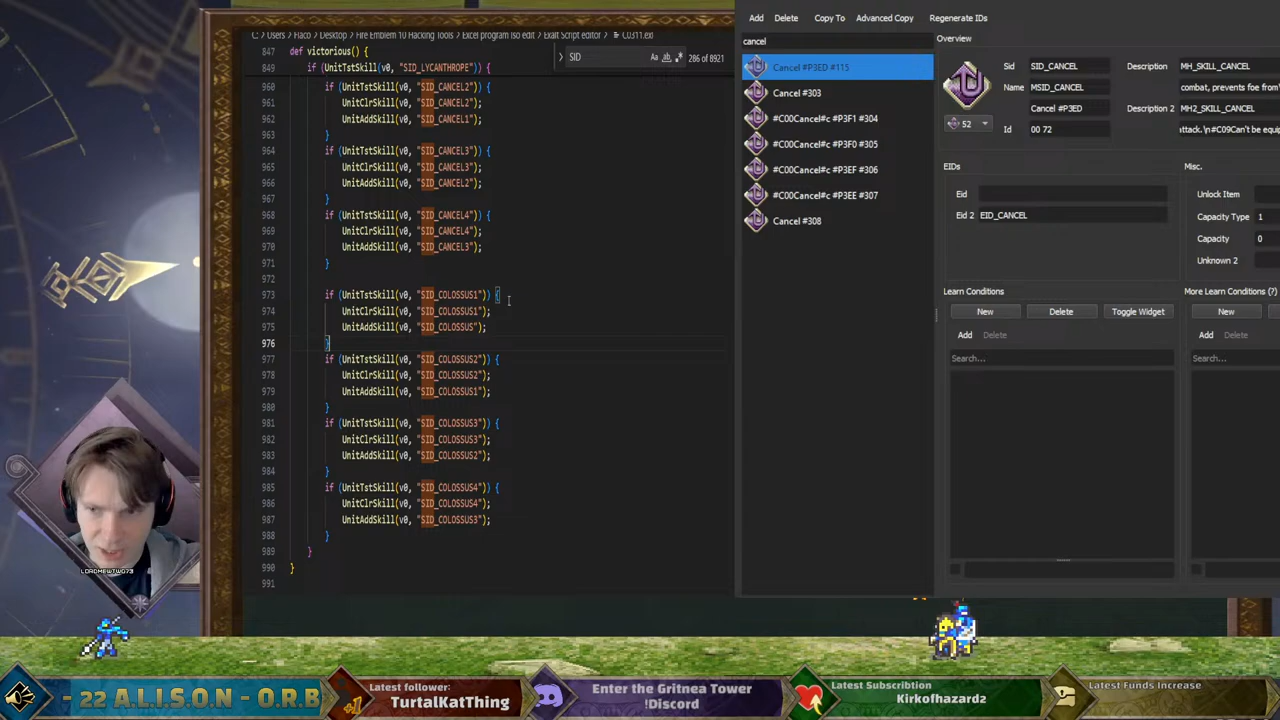 C: > Users > Flaco > Desktop > Fire Emblem 10 Hacking Tools > Excel program Iso edit > Exalt Script editor > C0311.exl
847 def victorious() {
849 if (UnitTstSkill(v0, "SID_LYCANTHROPE")) {
SID
Aa ab .* 286 of 8921
960 if (UnitTstSkill(v0, "SID_CANCEL2")) {
961 UnitClrSkill(v0, "SID_CANCEL2");
962 UnitAddSkill(v0, "SID_CANCEL1");
963 }
964 if (UnitTstSkill(v0, "SID_CANCEL3")) {
965 UnitClrSkill(v0, "SID_CANCEL3");
966 UnitAddSkill(v0, "SID_CANCEL2");
967 }
968 if (UnitTstSkill(v0, "SID_CANCEL4")) {
969 UnitClrSkill(v0, "SID_CANCEL4");
970 UnitAddSkill(v0, "SID_CANCEL3");
971 }
972
973 if (UnitTstSkill(v0, "SID_COLOSSUS1")) {
974 UnitClrSkill(v0, "SID_COLOSSUS1");
975 UnitAddSkill(v0, "SID_COLOSSUS");
976 }
977 if (UnitTstSkill(v0, "SID_COLOSSUS2")) {
978 UnitClrSkill(v0, "SID_COLOSSUS2");
979 UnitAddSkill(v0, "SID_COLOSSUS1");
980 }
981 if (UnitTstSkill(v0, "SID_COLOSSUS3")) {
982 UnitClrSkill(v0, "SID_COLOSSUS3");
983 UnitAddSkill(v0, "SID_COLOSSUS2");
984 }
985 if (UnitTstSkill(v0, "SID_COLOSSUS4")) {
986 UnitClrSkill(v0, "SID_COLOSSUS4");
987 UnitAddSkill(v0, "SID_COLOSSUS3");
988 }
989 }
990 }
991
Add Delete Copy To Advanced Copy Regenerate IDs
cancel
Cancel #P3ED #115
Cancel #303
#C00Cancel#c #P3F1 #304
#C00Cancel#c #P3F0 #305
#C00Cancel#c #P3EF #306
#C00Cancel#c #P3EE #307
Cancel #308
Overview
52
Sid SID_CANCEL Description MH_SKILL_CANCEL
Name MSID_CANCEL combat, prevents foe from
Cancel #P3ED Description 2 MH2_SKILL_CANCEL
Id 00 72 attack.\n#C09Can't be equip
EIDs
Eid
Eid 2 EID_CANCEL
Misc.
Unlock Item
Capacity Type 1
Capacity 0
Unknown 2
Learn Conditions
New Delete Toggle Widget
Add Delete
Search...
More Learn Conditions (?)
New
Add Delete
Search...
LORDMEWTWO73
- 22 A.L.I.S.O.N - O.R.B
Latest follower:
TurtalKatThing
Enter the Gritnea Tower
!Discord
Latest Subscribtion
Kirkofhazardz
Latest Funds Increase